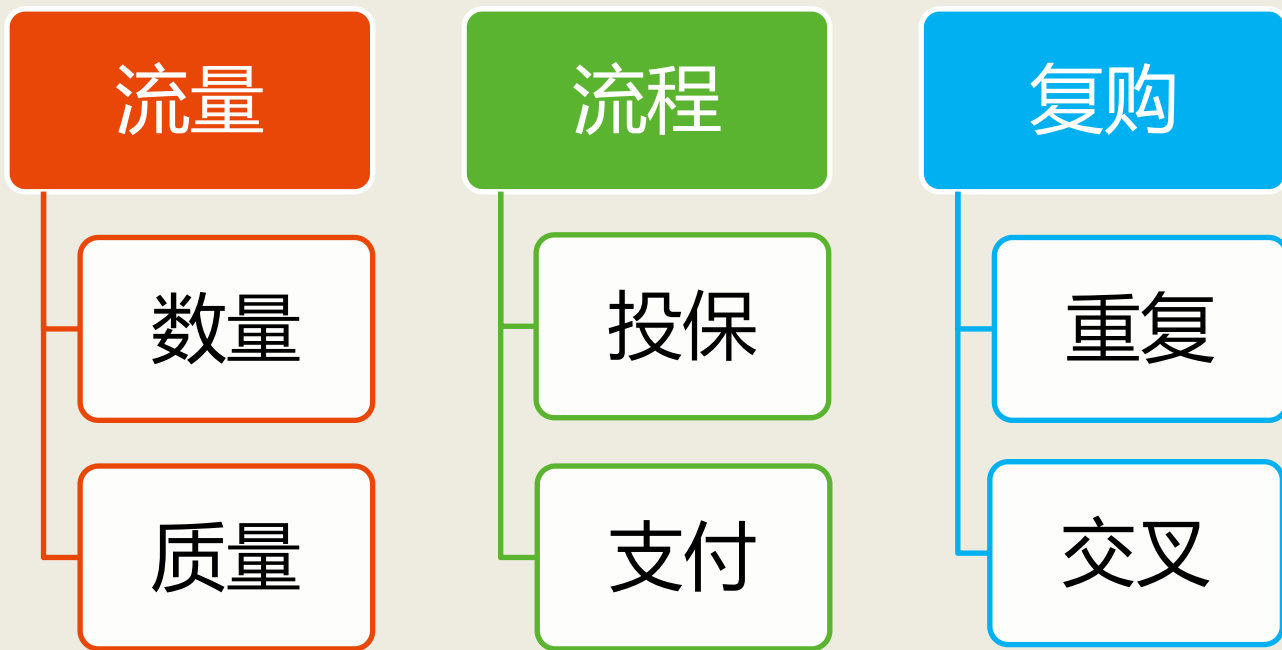 流量
数量
质量
流程
投保
支付
复购
重复
交叉